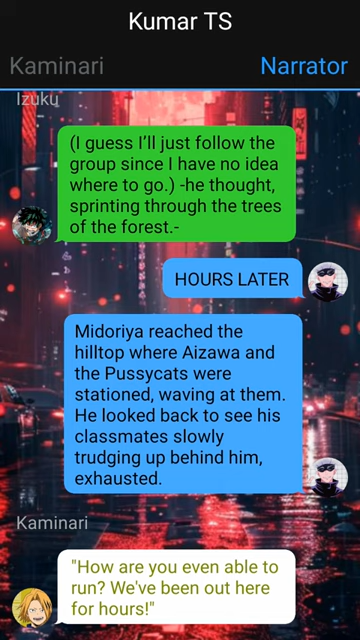 Kumar TS
Kaminari
Narrator
Izuku
(I guess I'll just follow the
group since I have no idea
where to go.) -he thought,
sprinting through the trees
of the forest.-
HOURS LATER
Midoriya reached the
hilltop where Aizawa and
the Pussycats were
stationed, waving at them.
He looked back to see his
classmates slowly
trudging up behind him,
exhausted.
Kaminari
"How are you even able to
run? We've been out here
for hours!"